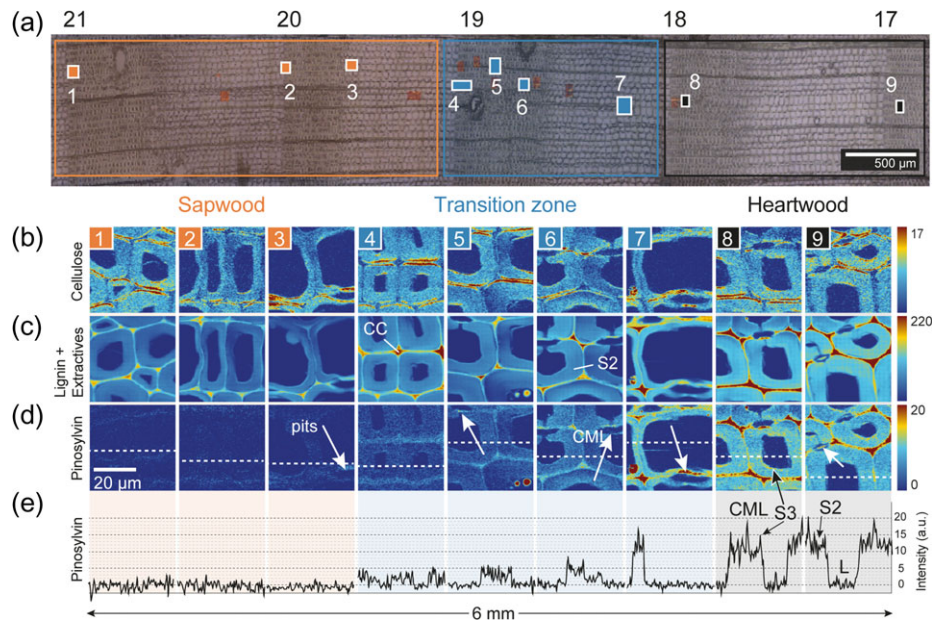 (a)
21 20 19 18 17
1 2 3 4 5 6 7 8 9
500 µm
Sapwood Transition zone Heartwood
(b) Cellulose 1 2 3 4 5 6 7 8 9 17
(c) Lignin + Extractives CC S2 220
(d) Pinosylvin pits CML 20
20 µm 0
(e) Pinosylvin CML S3 S2 L
20
15
10
5
0
Intensity (a.u.)
6 mm